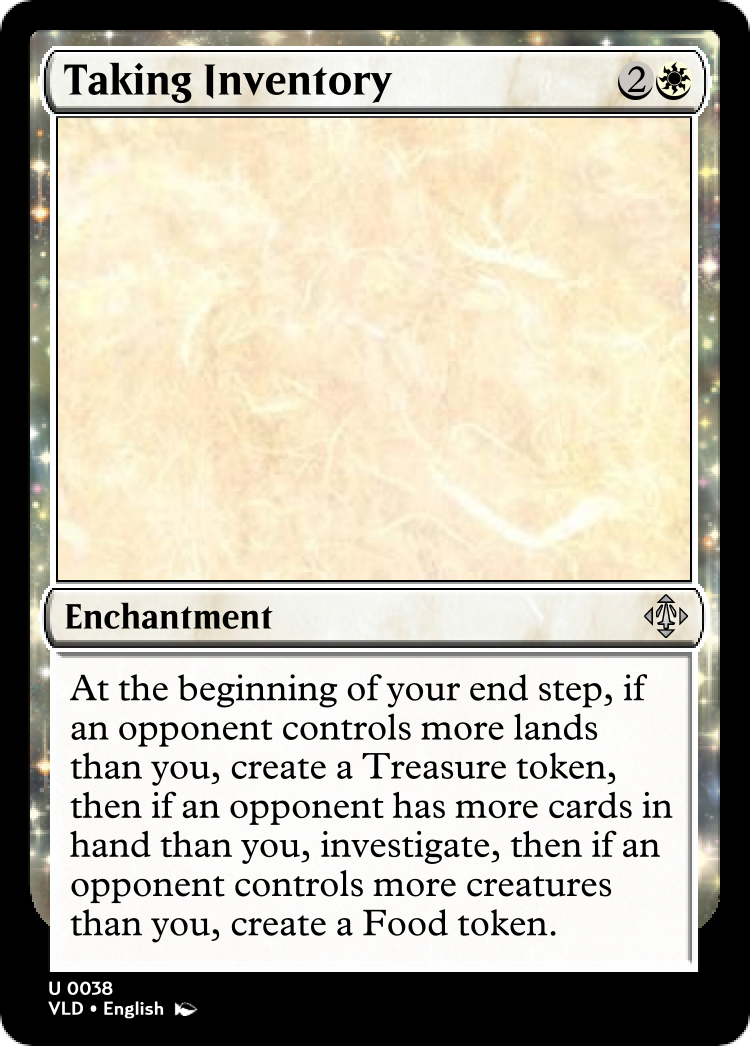 Taking Inventory 2
Enchantment
At the beginning of your end step, if
an opponent controls more lands
than you, create a Treasure token,
then if an opponent has more cards in
hand than you, investigate, then if an
opponent controls more creatures
than you, create a Food token.
U 0038
VLD • English